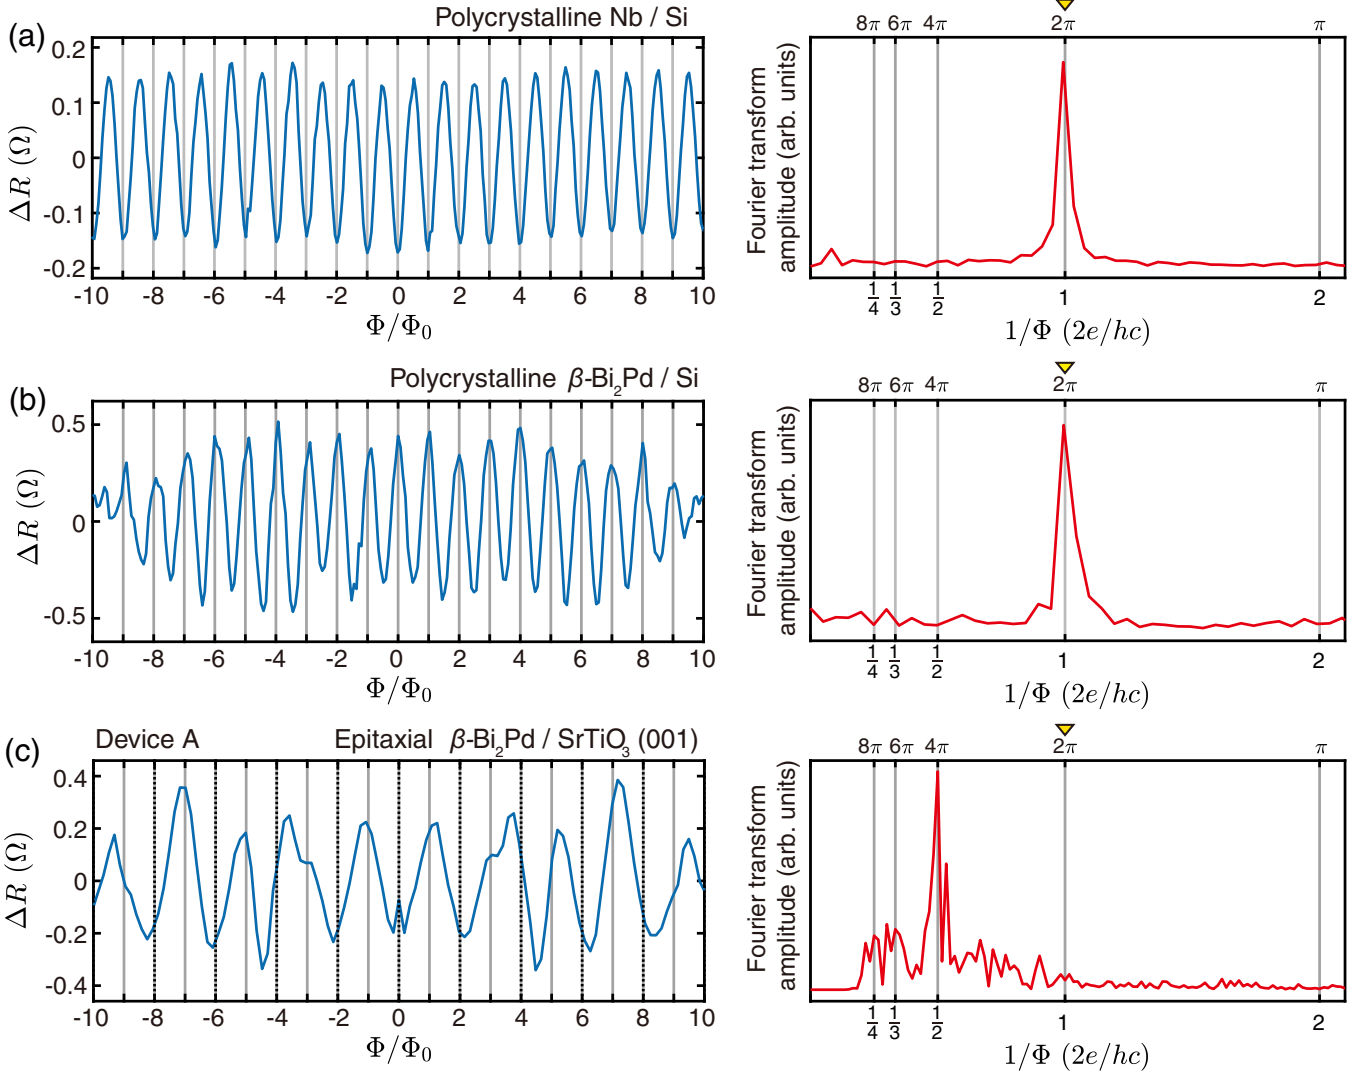 (a)
Polycrystalline Nb / Si
ΔR (Ω)
0.2
0.1
0
-0.1
-0.2
-10 -8 -6 -4 -2 0 2 4 6 8 10
Φ/Φ₀
8π 6π 4π 2π π
Fourier transform
amplitude (arb. units)
1/4 1/3 1/2 1 2
1/Φ (2e/hc)
(b)
Polycrystalline β-Bi₂Pd / Si
ΔR (Ω)
0.5
0
-0.5
-10 -8 -6 -4 -2 0 2 4 6 8 10
Φ/Φ₀
8π 6π 4π 2π π
Fourier transform
amplitude (arb. units)
1/4 1/3 1/2 1 2
1/Φ (2e/hc)
(c)
Device A Epitaxial β-Bi₂Pd / SrTiO₃ (001)
ΔR (Ω)
0.4
0.2
0
-0.2
-0.4
-10 -8 -6 -4 -2 0 2 4 6 8 10
Φ/Φ₀
8π 6π 4π 2π π
Fourier transform
amplitude (arb. units)
1/4 1/3 1/2 1 2
1/Φ (2e/hc)